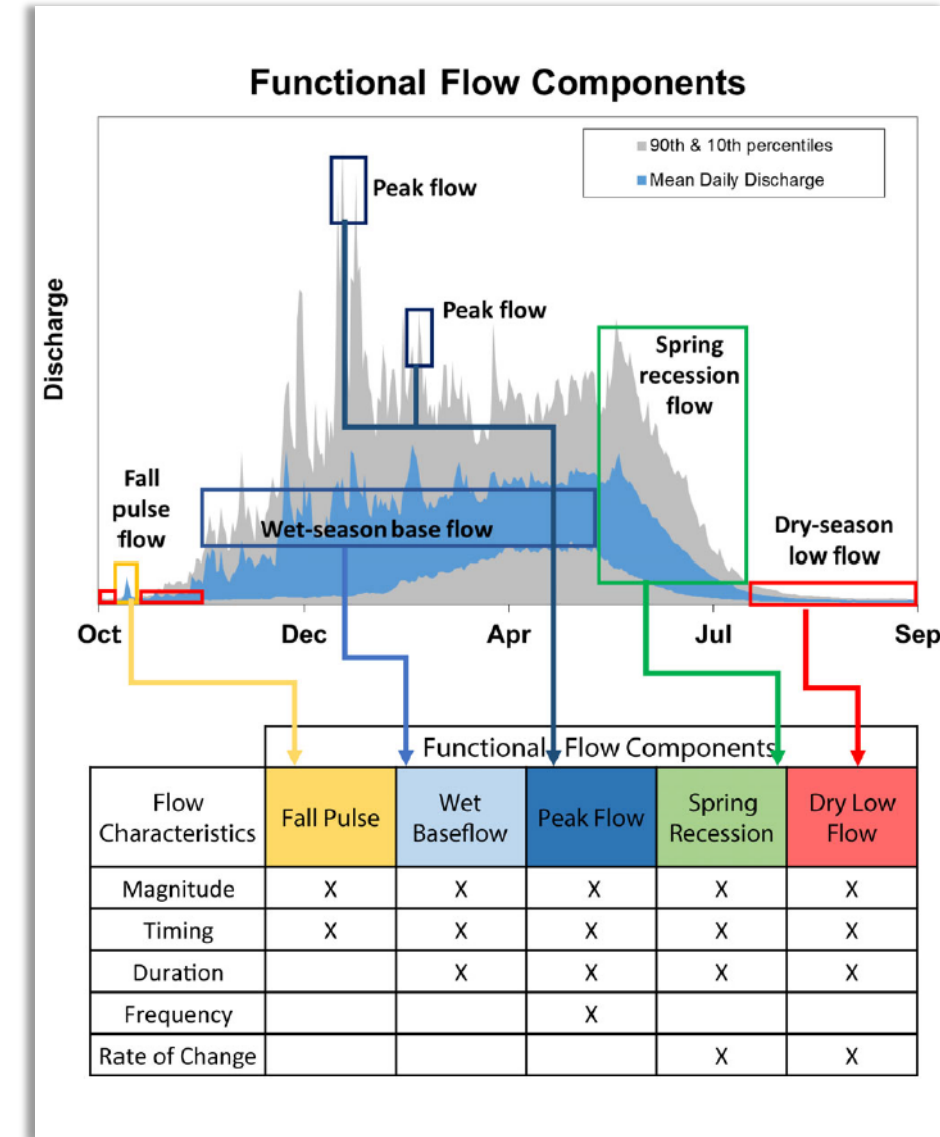 Functional Flow Components
90th & 10th percentiles
Mean Daily Discharge
Peak flow
Peak flow
Spring
recession
flow
Discharge
Fall
pulse
flow
Wet-season base flow
Dry-season
low flow
Oct Dec Apr Jul Sep
Functional Flow Components
Flow
Characteristics
Fall Pulse
Wet
Baseflow
Peak Flow
Spring
Recession
Dry Low
Flow
Magnitude X X X X X
Timing X X X X X
Duration X X X X
Frequency X
Rate of Change X X